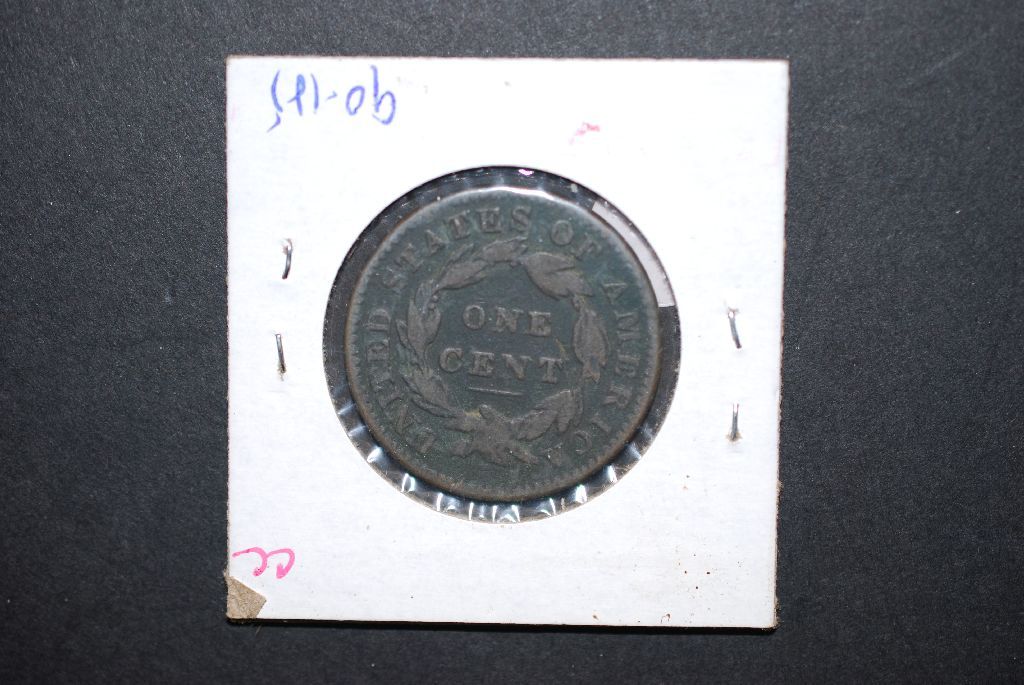 UNITED STATES OF AMERICA
ONE
CENT